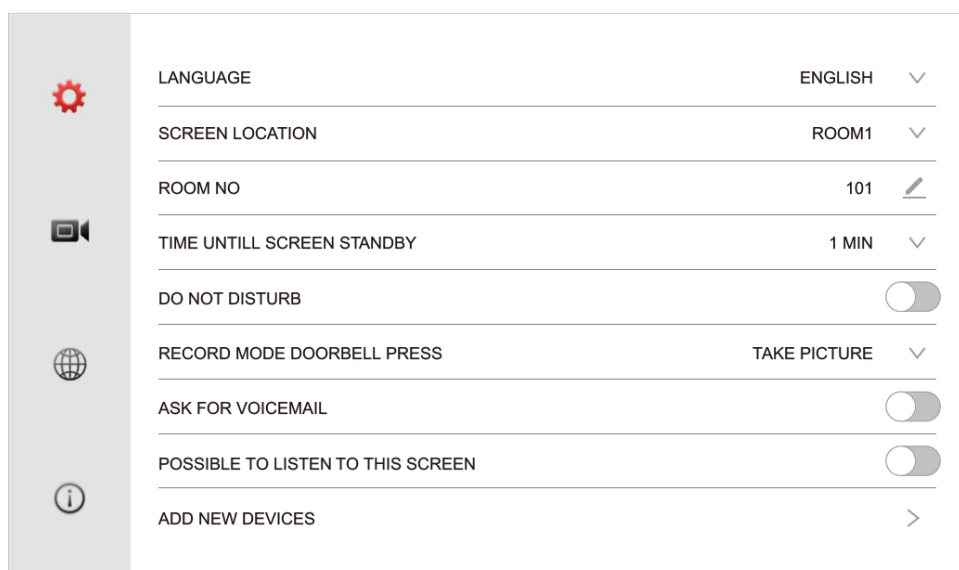 LANGUAGE ENGLISH
SCREEN LOCATION ROOM1
ROOM NO 101
TIME UNTILL SCREEN STANDBY 1 MIN
DO NOT DISTURB
RECORD MODE DOORBELL PRESS TAKE PICTURE
ASK FOR VOICEMAIL
POSSIBLE TO LISTEN TO THIS SCREEN
ADD NEW DEVICES